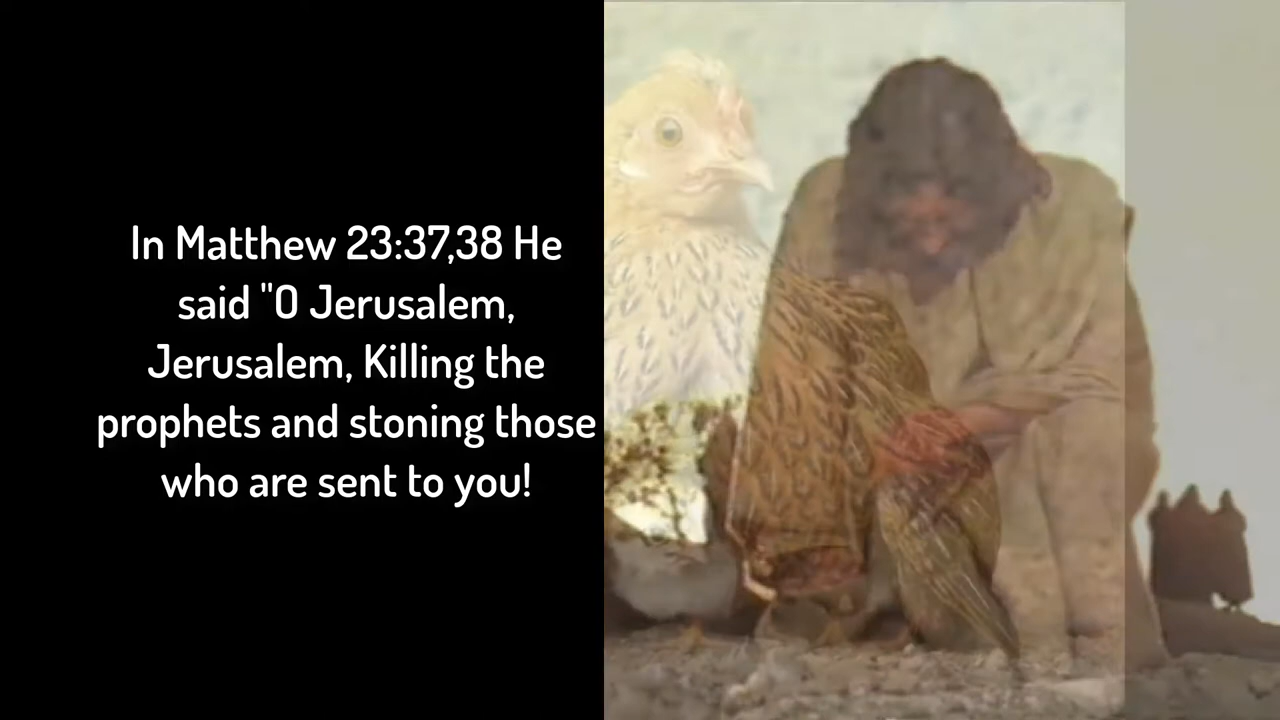 In Matthew 23:37,38 He
said "O Jerusalem,
Jerusalem, Killing the
prophets and stoning those
who are sent to you!